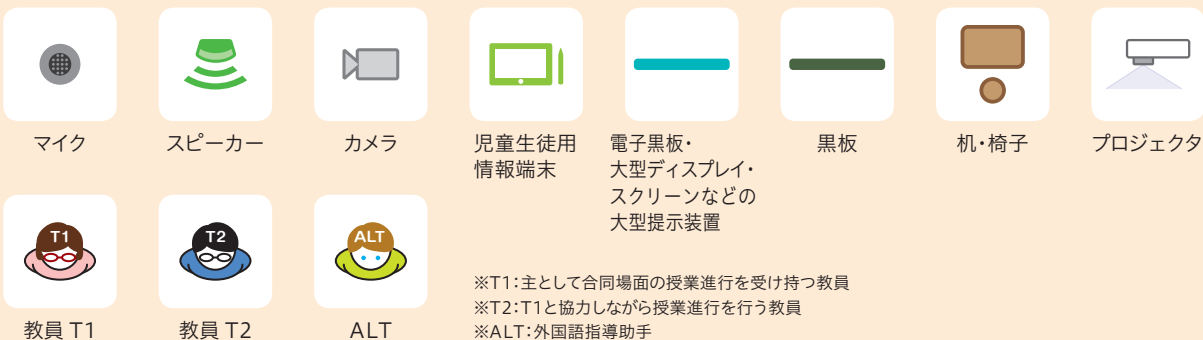 マイク
スピーカー
カメラ
児童生徒用
情報端末
電子黒板・
大型ディスプレイ・
スクリーンなどの
大型提示装置
黒板
机・椅子
プロジェクタ
T1
教員 T1
T2
教員 T2
ALT
ALT
※T1：主として合同場面の授業進行を受け持つ教員
※T2：T1と協力しながら授業進行を行う教員
※ALT：外国語指導助手